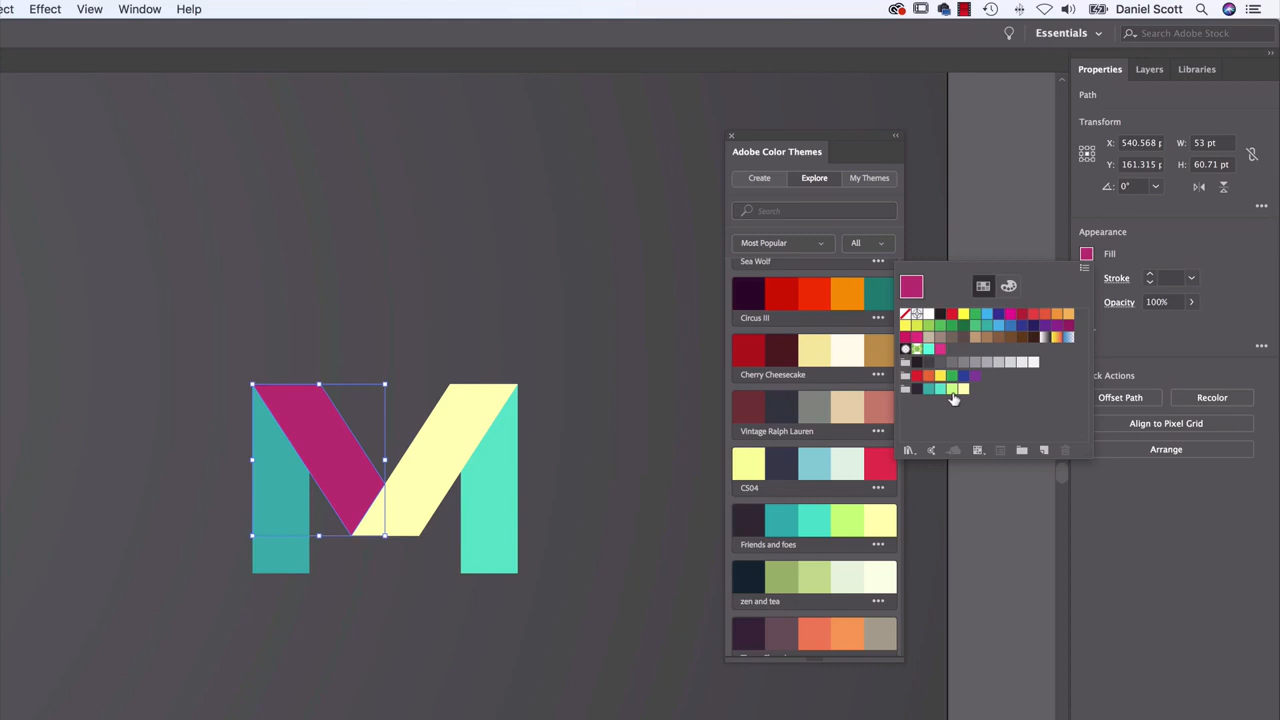 ect Effect View Window Help Daniel Scott
Essentials Search Adobe Stock
Properties Layers Libraries
Path
Transform
X: 540.568 p W: 53 pt
Y: 161.315 p H: 60.71 pt
0°
Appearance
Fill
Stroke
Opacity 100%
ck Actions
Offset Path Recolor
Align to Pixel Grid
Arrange
Adobe Color Themes
Create Explore My Themes
Search
Most Popular All
Sea Wolf
Circus III
Cherry Cheesecake
Vintage Ralph Lauren
CS04
Friends and foes
zen and tea